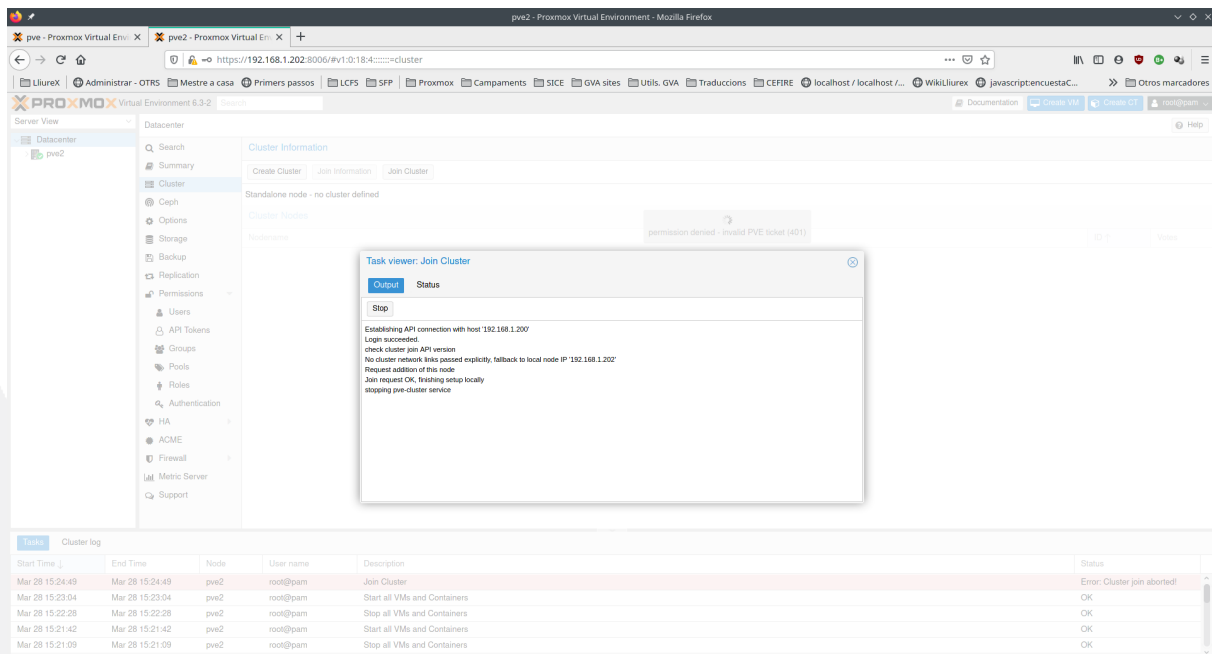 pve2 - Proxmox Virtual Environment - Mozilla Firefox
pve - Proxmox Virtual Env
pve2 - Proxmox Virtual En
https://192.168.1.202:8006/#v1:0:18:4:::::::=cluster
LliureX Administrar - OTRS Mestre a casa Primers passos LCFS SFP Proxmox Campaments SICE GVA sites Utils. GVA Traduccions CEFIRE localhost / localhost /... WikiLliurex javascript:encuestaC... Otros marcadores
PROXMOX Virtual Environment 6.3-2 Search Documentation Create VM Create CT root@pam
Server View
Datacenter
pve2
Datacenter Help
Search
Summary
Cluster
Ceph
Options
Storage
Backup
Replication
Permissions
Users
API Tokens
Groups
Pools
Roles
Authentication
HA
ACME
Firewall
Metric Server
Support
Cluster Information
Create Cluster Join Information Join Cluster
Standalone node - no cluster defined
Cluster Nodes
Nodename
Votes
permission denied - invalid PVE ticket (401)
Task viewer: Join Cluster
Output Status
Stop
Establishing API connection with host '192.168.1.200'
Login succeeded.
check cluster join API version
No cluster network links passed explicitly, fallback to local node IP '192.168.1.202'
Request addition of this node
Join request OK, finishing setup locally
stopping pve-cluster service
Tasks Cluster log
Start Time ↓ End Time Node User name Description Status
Mar 28 15:24:49 Mar 28 15:24:49 pve2 root@pam Join Cluster Error: Cluster join aborted!
Mar 28 15:23:04 Mar 28 15:23:04 pve2 root@pam Start all VMs and Containers OK
Mar 28 15:22:28 Mar 28 15:22:28 pve2 root@pam Stop all VMs and Containers OK
Mar 28 15:21:42 Mar 28 15:21:42 pve2 root@pam Start all VMs and Containers OK
Mar 28 15:21:09 Mar 28 15:21:09 pve2 root@pam Stop all VMs and Containers OK